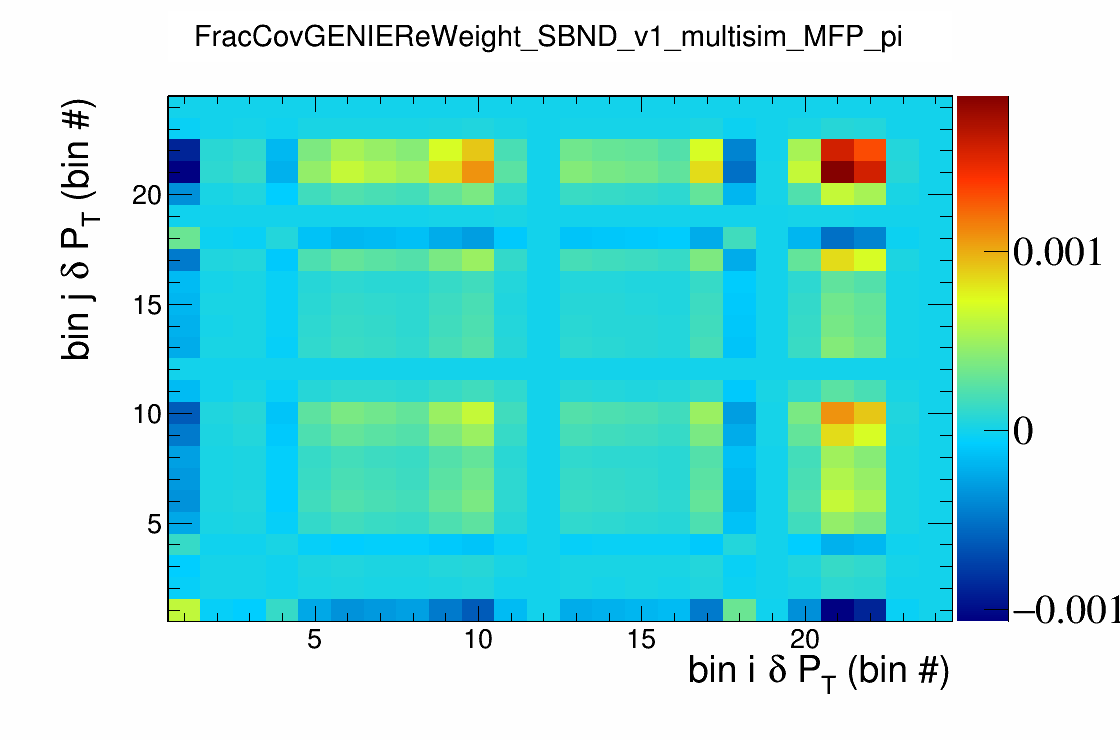 FracCovGENIEReWeight_SBND_v1_multisim_MFP_pi
bin j δ P_T (bin #)
20
15
10
5
5 10 15 20
bin i δ P_T (bin #)
0.001
0
−0.001